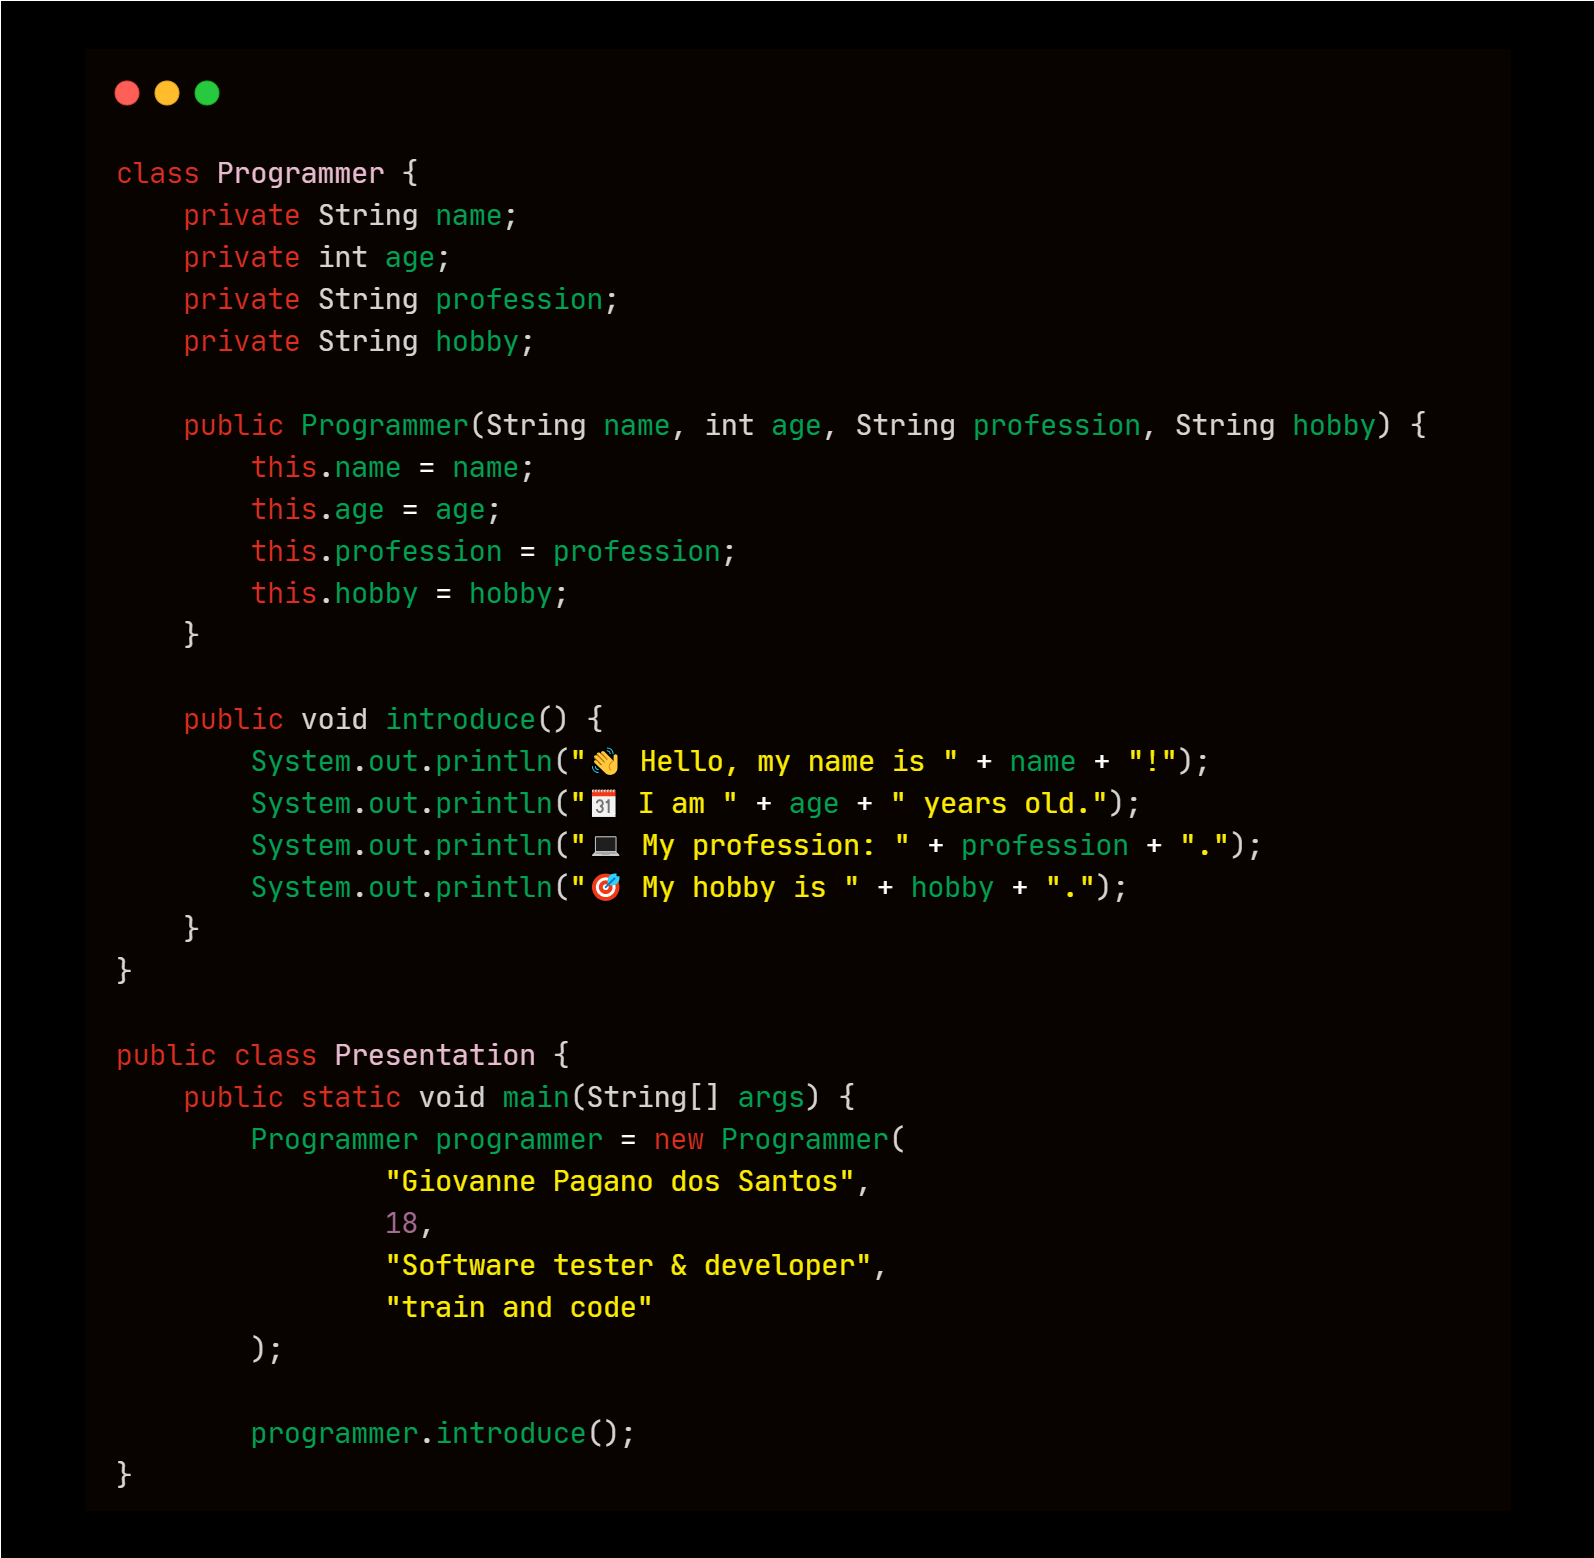 class Programmer {
    private String name;
    private int age;
    private String profession;
    private String hobby;

    public Programmer(String name, int age, String profession, String hobby) {
        this.name = name;
        this.age = age;
        this.profession = profession;
        this.hobby = hobby;
    }

    public void introduce() {
        System.out.println("👋 Hello, my name is " + name + "!");
        System.out.println("📅 I am " + age + " years old.");
        System.out.println("💻 My profession: " + profession + ".");
        System.out.println("🎯 My hobby is " + hobby + ".");
    }
}

public class Presentation {
    public static void main(String[] args) {
        Programmer programmer = new Programmer(
                "Giovanne Pagano dos Santos",
                18,
                "Software tester & developer",
                "train and code"
        );

        programmer.introduce();
}